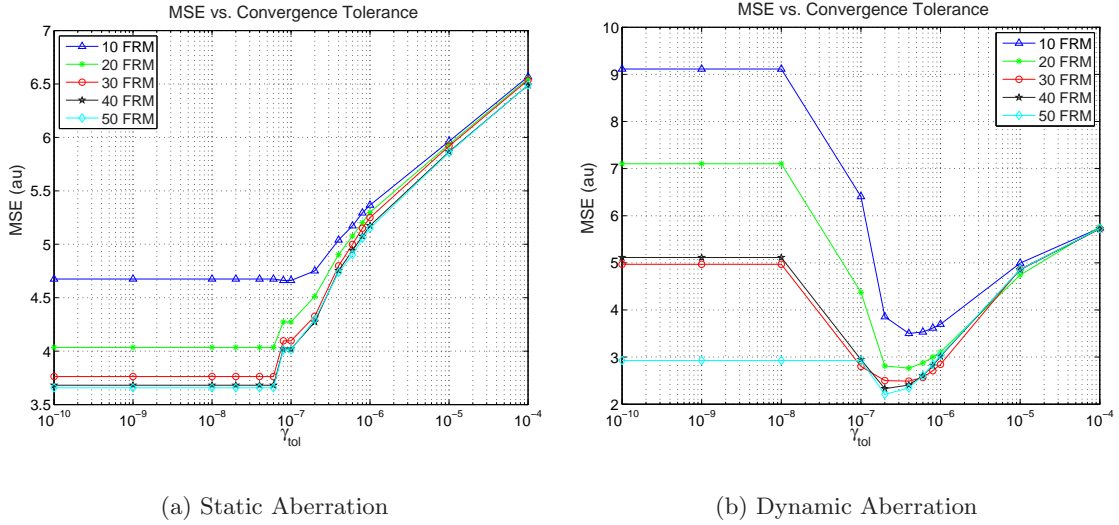 MSE vs. Convergence Tolerance
7
6.5
6
5.5
5
4.5
4
3.5
MSE (au)
10 FRM
20 FRM
30 FRM
40 FRM
50 FRM
10^-10 10^-9 10^-8 10^-7 10^-6 10^-5 10^-4
γtol
(a) Static Aberration
MSE vs. Convergence Tolerance
10
9
8
7
6
5
4
3
2
MSE (au)
10 FRM
20 FRM
30 FRM
40 FRM
50 FRM
10^-10 10^-9 10^-8 10^-7 10^-6 10^-5 10^-4
γtol
(b) Dynamic Aberration